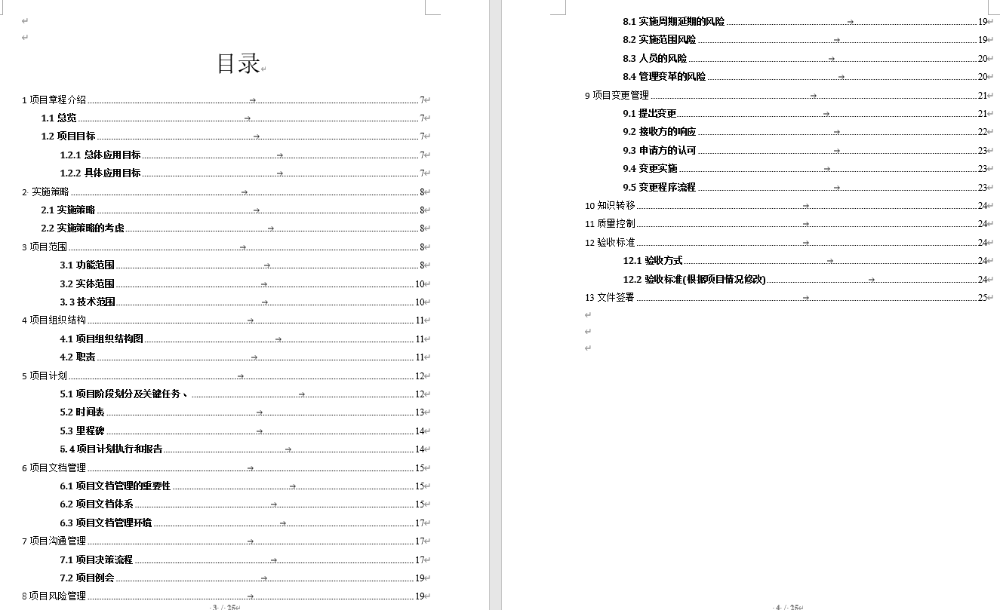 目录
1 项目章程介绍 7
1.1 总览 7
1.2 项目目标 7
1.2.1 总体应用目标 7
1.2.2 具体应用目标 7
2 实施策略 8
2.1 实施策略 8
2.2 实施策略的考虑 8
3 项目范围 8
3.1 功能范围 8
3.2 实体范围 10
3. 3 技术范围 10
4 项目组织结构 11
4.1 项目组织结构图 11
4.2 职责 11
5 项目计划 12
5.1 项目阶段划分及关键任务、 12
5.2 时间表 13
5.3 里程碑 14
5. 4 项目计划执行和报告 14
6 项目文档管理 15
6.1 项目文档管理的重要性 15
6.2 项目文档体系 15
6.3 项目文档管理环境 17
7 项目沟通管理 17
7.1 项目决策流程 17
7.2 项目例会 19
8 项目风险管理 19
3 / 25
8.1 实施周期延期的风险 19
8.2 实施范围风险 19
8.3 人员的风险 20
8.4 管理变革的风险 20
9 项目变更管理 21
9.1 提出变更 21
9.2 接收方的响应 22
9.3 申请方的认可 23
9.4 变更实施 23
9.5 变更程序流程 23
10 知识转移 24
11 质量控制 24
12 验收标准 24
12.1 验收方式 24
12.2 验收标准(根据项目情况修改) 24
13 文件签署 25
4 / 25